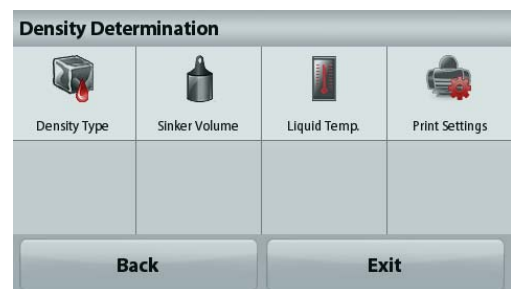 Density Determination
Density Type
Sinker Volume
Liquid Temp.
Print Settings
Back
Exit